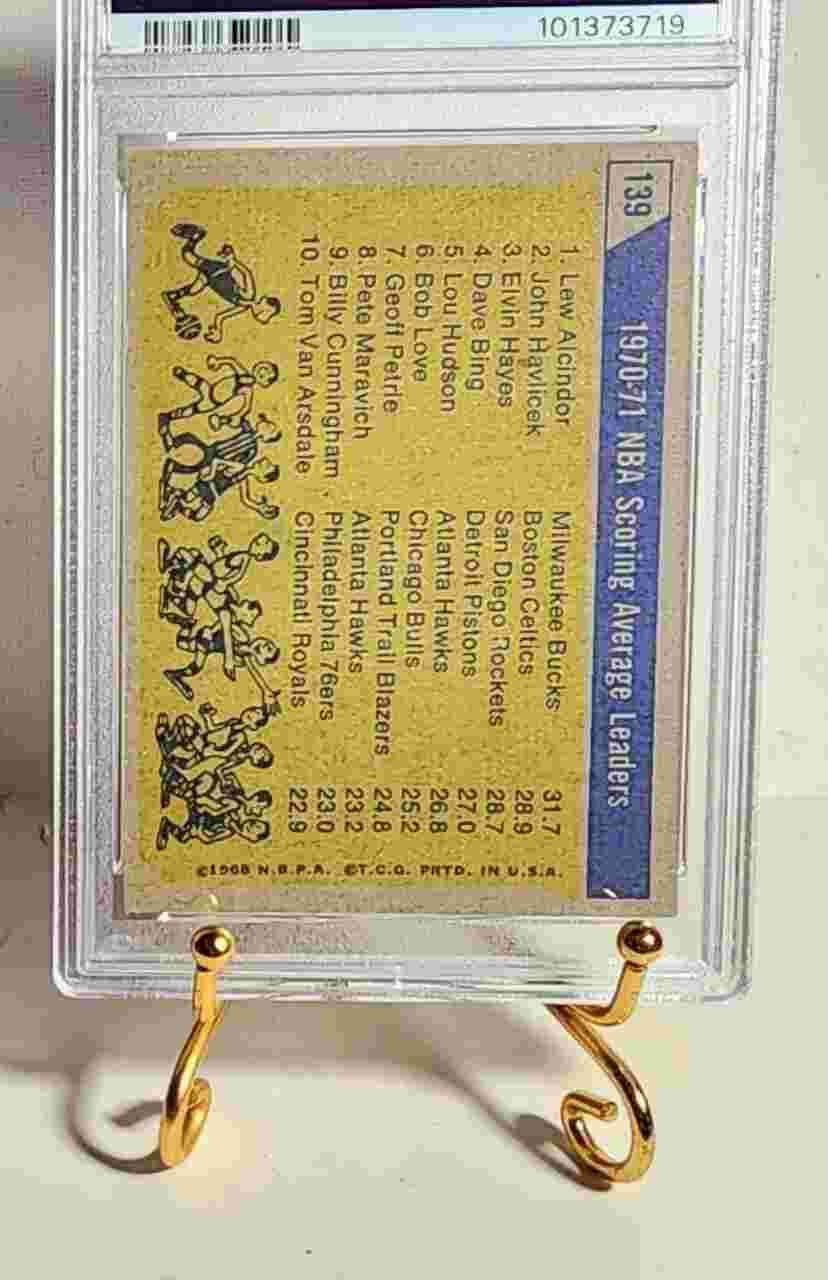 101373719
139
1970-71 NBA Scoring Average Leaders
1. Lew Alcindor Milwaukee Bucks 31.7
2. John Havlicek Boston Celtics 28.9
3. Elvin Hayes San Diego Rockets 28.7
4. Dave Bing Detroit Pistons 27.0
5. Lou Hudson Atlanta Hawks 26.8
6. Bob Love Chicago Bulls 25.2
7. Geoff Petrie Portland Trail Blazers 24.8
8. Pete Maravich Atlanta Hawks 23.2
9. Billy Cunningham Philadelphia 76ers 23.0
10. Tom Van Arsdale Cincinnati Royals 22.9
©1968 N.B.P.A. ©T.C.G. PRTD. IN U.S.A.